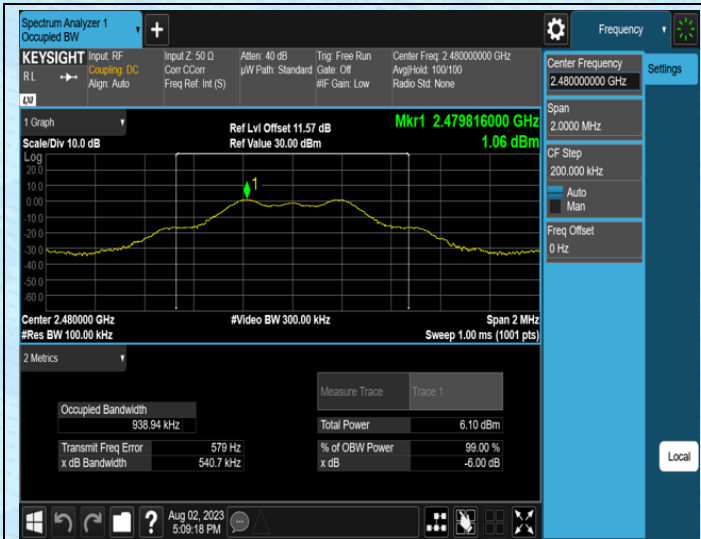 Spectrum Analyzer 1
Occupied BW
Frequency
KEYSIGHT
R L
LXI
Input: RF
Coupling: DC
Align: Auto
Input Z: 50 Ω
Corr CCorr
Freq Ref: Int (S)
Atten: 40 dB
µW Path: Standard
Trig: Free Run
Gate: Off
#IF Gain: Low
Center Freq: 2.480000000 GHz
Avg|Hold: 100/100
Radio Std: None
Center Frequency
2.480000000 GHz
Settings
Span
2.0000 MHz
CF Step
200.000 kHz
Auto
Man
Freq Offset
0 Hz
Local
1 Graph
Scale/Div 10.0 dB
Ref Lvl Offset 11.57 dB
Ref Value 30.00 dBm
Mkr1 2.479816000 GHz
1.06 dBm
Log
20.0
10.0
0.00
-10.0
-20.0
-30.0
-40.0
-50.0
-60.0
1
Center 2.480000 GHz
#Res BW 100.00 kHz
#Video BW 300.00 kHz
Span 2 MHz
Sweep 1.00 ms (1001 pts)
2 Metrics
Measure Trace
Trace 1
Occupied Bandwidth
938.94 kHz
Total Power
6.10 dBm
Transmit Freq Error
579 Hz
% of OBW Power
99.00 %
x dB Bandwidth
540.7 kHz
x dB
-6.00 dB
Aug 02, 2023
5:09:18 PM